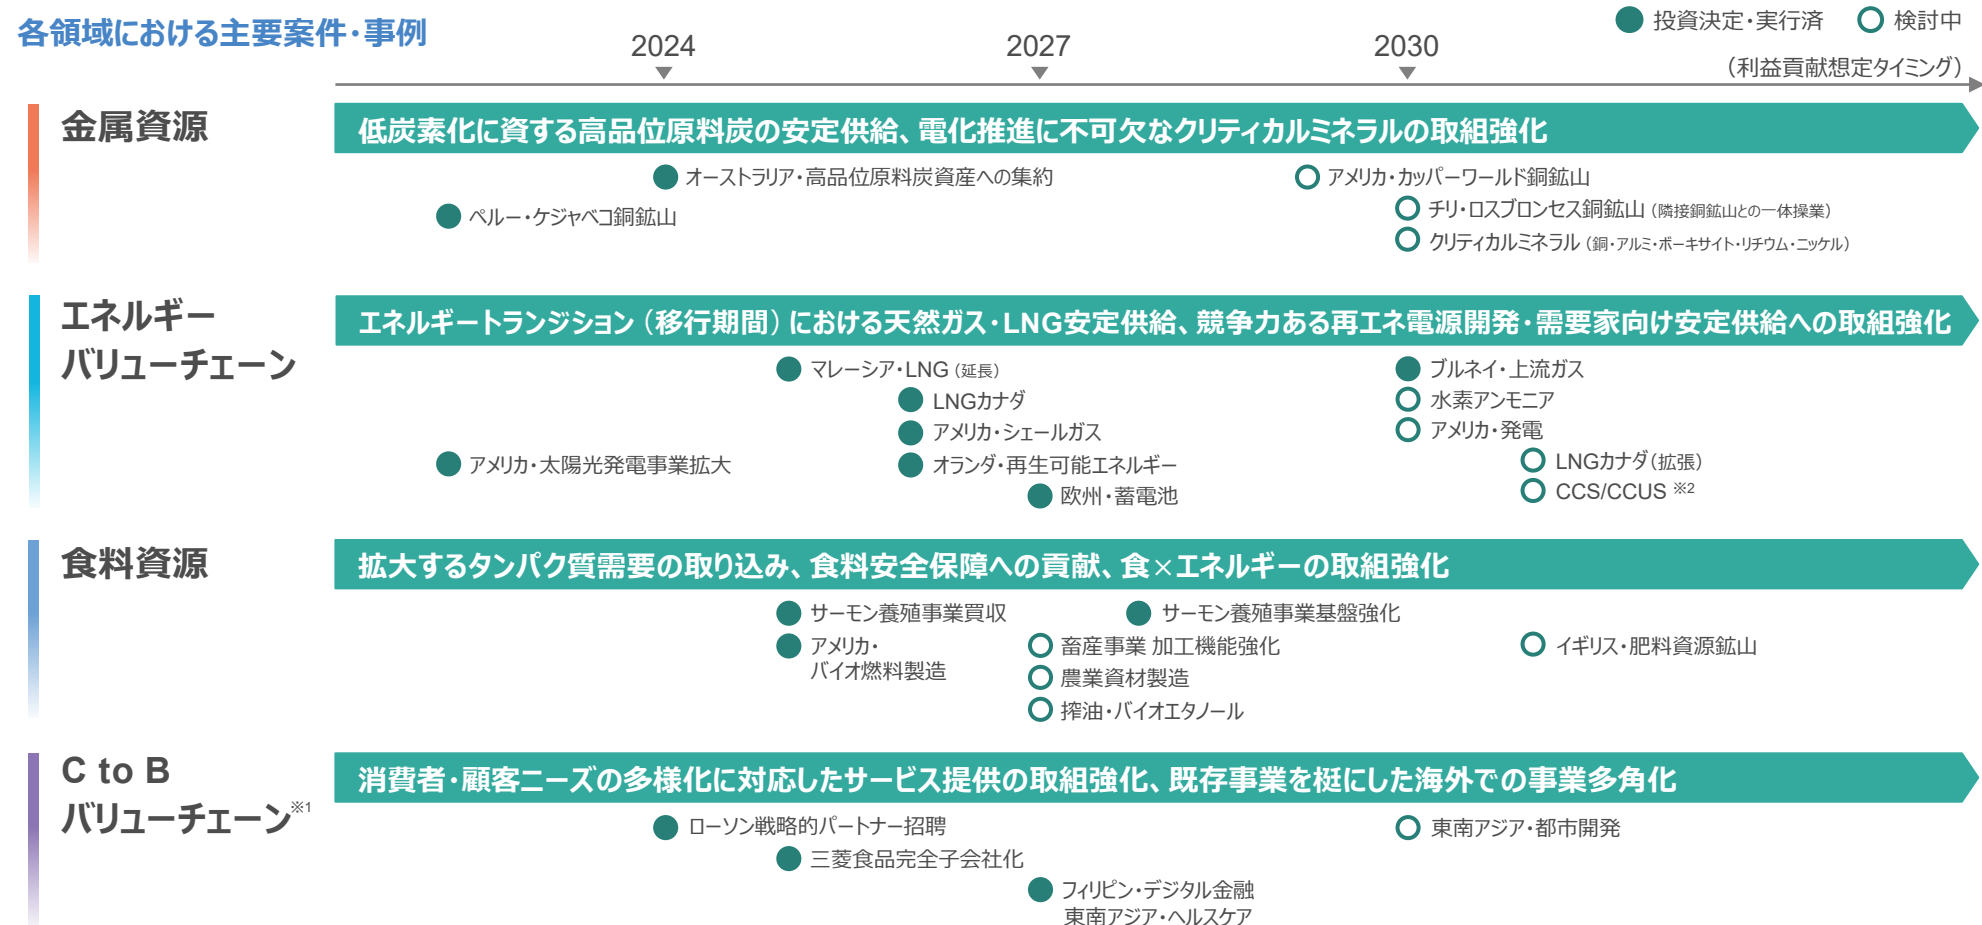 各領域における主要案件・事例
投資決定・実行済
検討中
2024
2027
2030
（利益貢献想定タイミング）
金属資源
低炭素化に資する高品位原料炭の安定供給、電化推進に不可欠なクリティカルミネラルの取組強化
オーストラリア・高品位原料炭資産への集約
アメリカ・カッパーワールド銅鉱山
ペルー・ケジャベコ銅鉱山
チリ・ロスブロンセス銅鉱山（隣接銅鉱山との一体操業）
クリティカルミネラル（銅・アルミ・ボーキサイト・リチウム・ニッケル）
エネルギー
バリューチェーン
エネルギートランジション（移行期間）における天然ガス・LNG安定供給、競争力ある再エネ電源開発・需要家向け安定供給への取組強化
マレーシア・LNG（延長）
ブルネイ・上流ガス
LNGカナダ
水素アンモニア
アメリカ・シェールガス
アメリカ・発電
アメリカ・太陽光発電事業拡大
オランダ・再生可能エネルギー
LNGカナダ（拡張）
欧州・蓄電池
CCS/CCUS ※2
食料資源
拡大するタンパク質需要の取り込み、食料安全保障への貢献、食×エネルギーの取組強化
サーモン養殖事業買収
サーモン養殖事業基盤強化
アメリカ・
バイオ燃料製造
畜産事業 加工機能強化
イギリス・肥料資源鉱山
農業資材製造
搾油・バイオエタノール
C to B
バリューチェーン※1
消費者・顧客ニーズの多様化に対応したサービス提供の取組強化、既存事業を梃にした海外での事業多角化
ローソン戦略的パートナー招聘
東南アジア・都市開発
三菱食品完全子会社化
フィリピン・デジタル金融
東南アジア・ヘルスケア